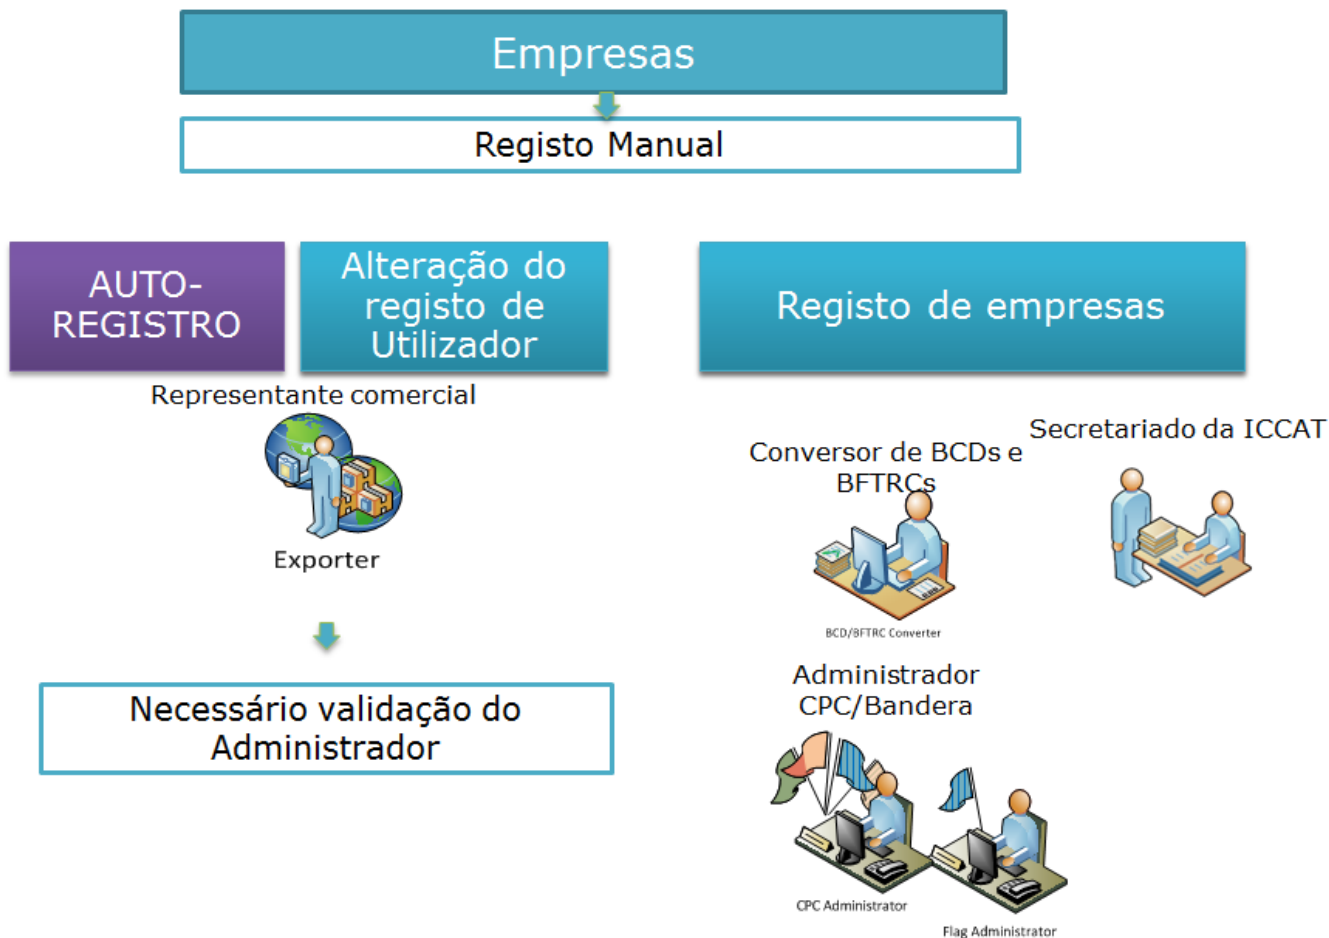 Empresas
Registo Manual
AUTO-
REGISTRO
Alteração do
registo de
Utilizador
Registo de empresas
Representante comercial
Exporter
Necessário validação do
Administrador
Conversor de BCDs e
BFTRCs
BCD/BFTRC Converter
Secretariado da ICCAT
Administrador
CPC/Bandera
CPC Administrator
Flag Administrator